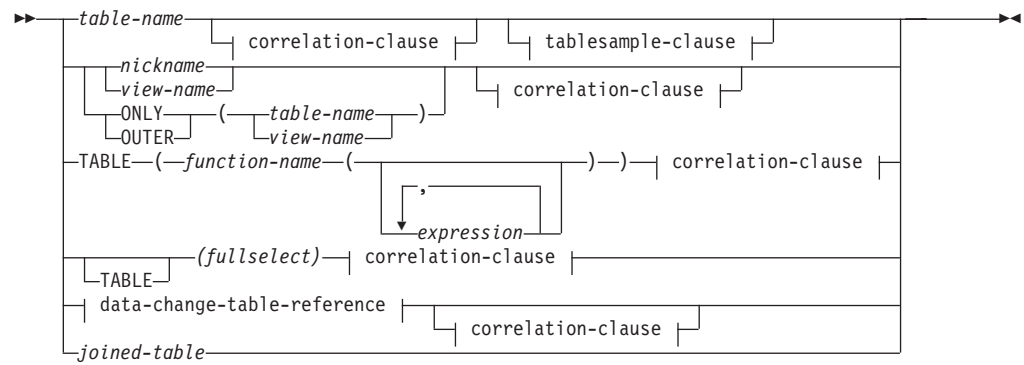 table-name
correlation-clause tablesample-clause
nickname
view-name correlation-clause
ONLY ( table-name )
OUTER view-name
TABLE ( function-name ( ) ) correlation-clause
,
expression
(fullselect) correlation-clause
TABLE
data-change-table-reference
correlation-clause
joined-table